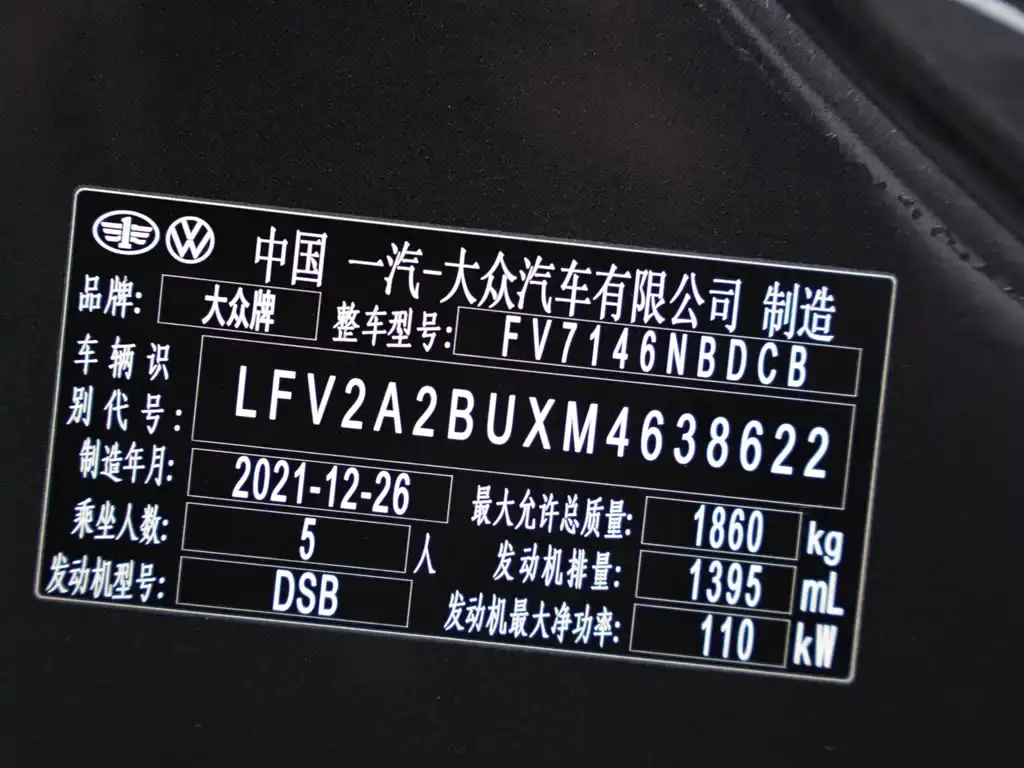 中国 一汽-大众汽车有限公司 制造
品牌: 大众牌 整车型号: FV7146NBDCB
车辆识
别代号: LFV2A2BUXM4638622
制造年月: 2021-12-26 最大允许总质量: 1860 kg
乘坐人数: 5 人 发动机排量: 1395 mL
发动机型号: DSB 发动机最大净功率: 110 kW